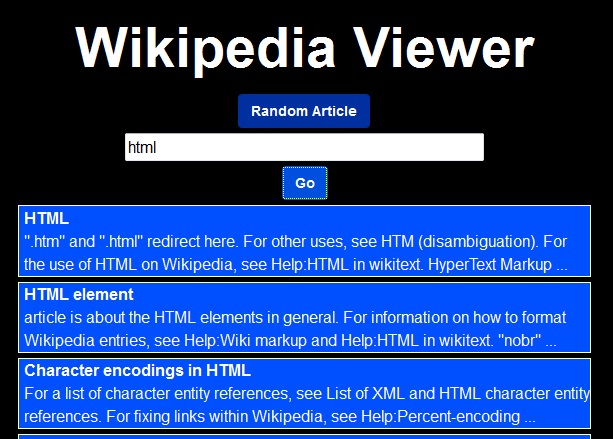 Wikipedia Viewer
Random Article
html
Go
HTML
".htm" and ".html" redirect here. For other uses, see HTM (disambiguation). For
the use of HTML on Wikipedia, see Help:HTML in wikitext. HyperText Markup ...
HTML element
article is about the HTML elements in general. For information on how to format
Wikipedia entries, see Help:Wiki markup and Help:HTML in wikitext. "nobr" ...
Character encodings in HTML
For a list of character entity references, see List of XML and HTML character entity
references. For fixing links within Wikipedia, see Help:Percent-encoding ...